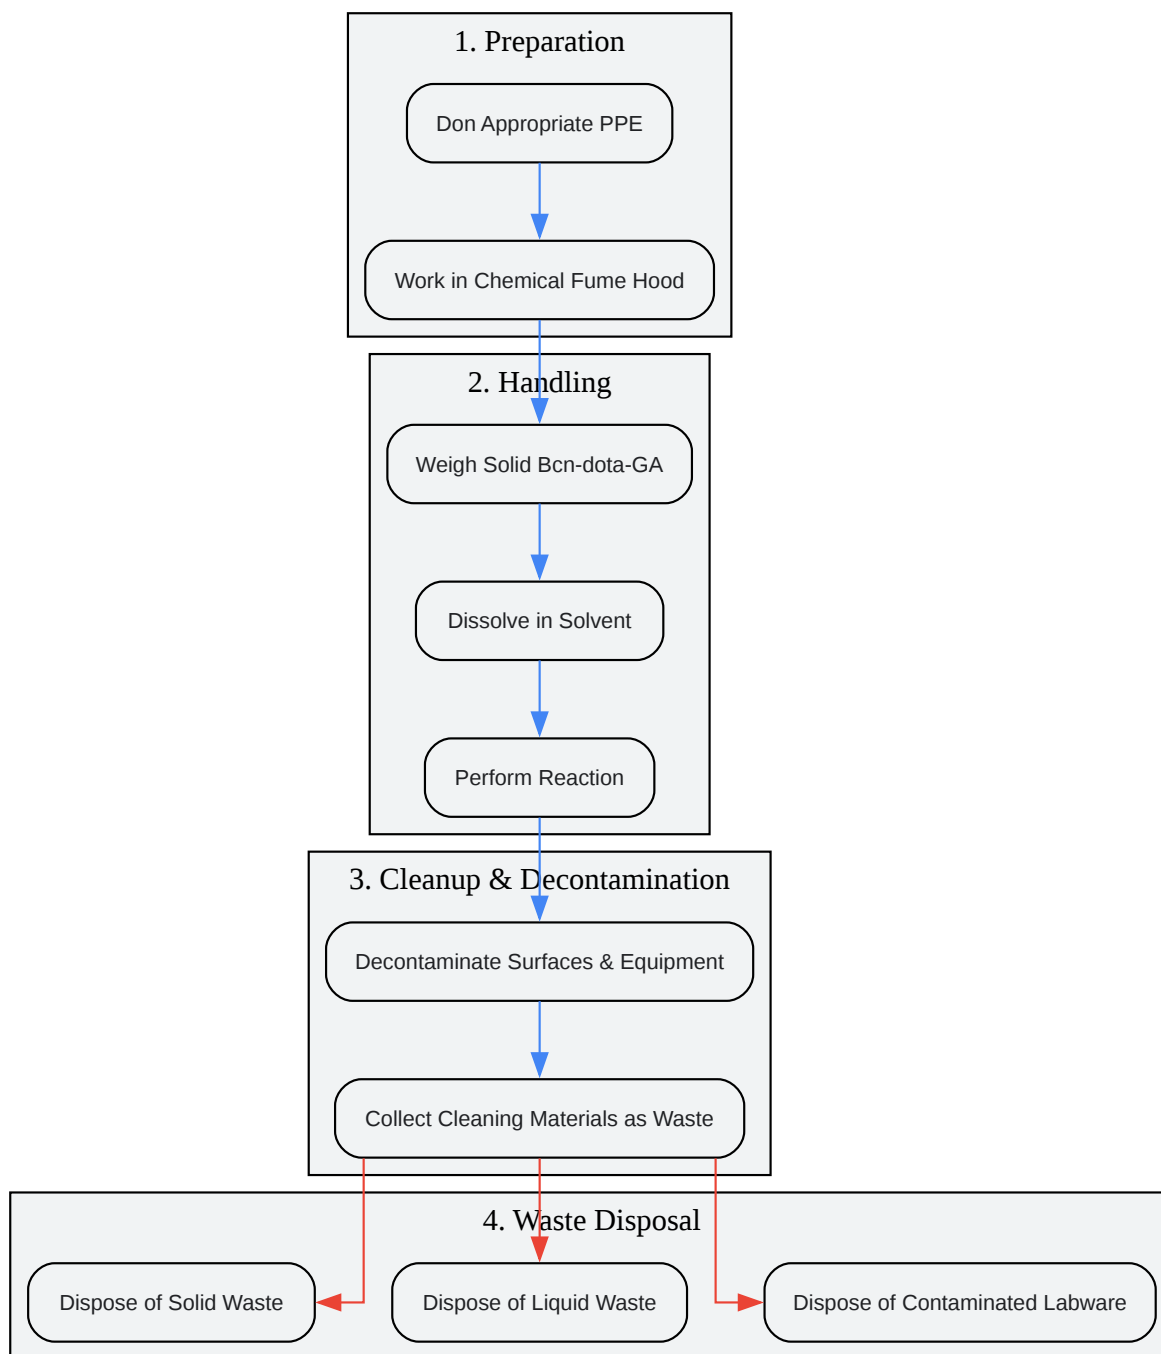 1. Preparation
Don Appropriate PPE
Work in Chemical Fume Hood
2. Handling
Weigh Solid Bcn-dota-GA
Dissolve in Solvent
Perform Reaction
3. Cleanup & Decontamination
Decontaminate Surfaces & Equipment
Collect Cleaning Materials as Waste
4. Waste Disposal
Dispose of Solid Waste
Dispose of Liquid Waste
Dispose of Contaminated Labware